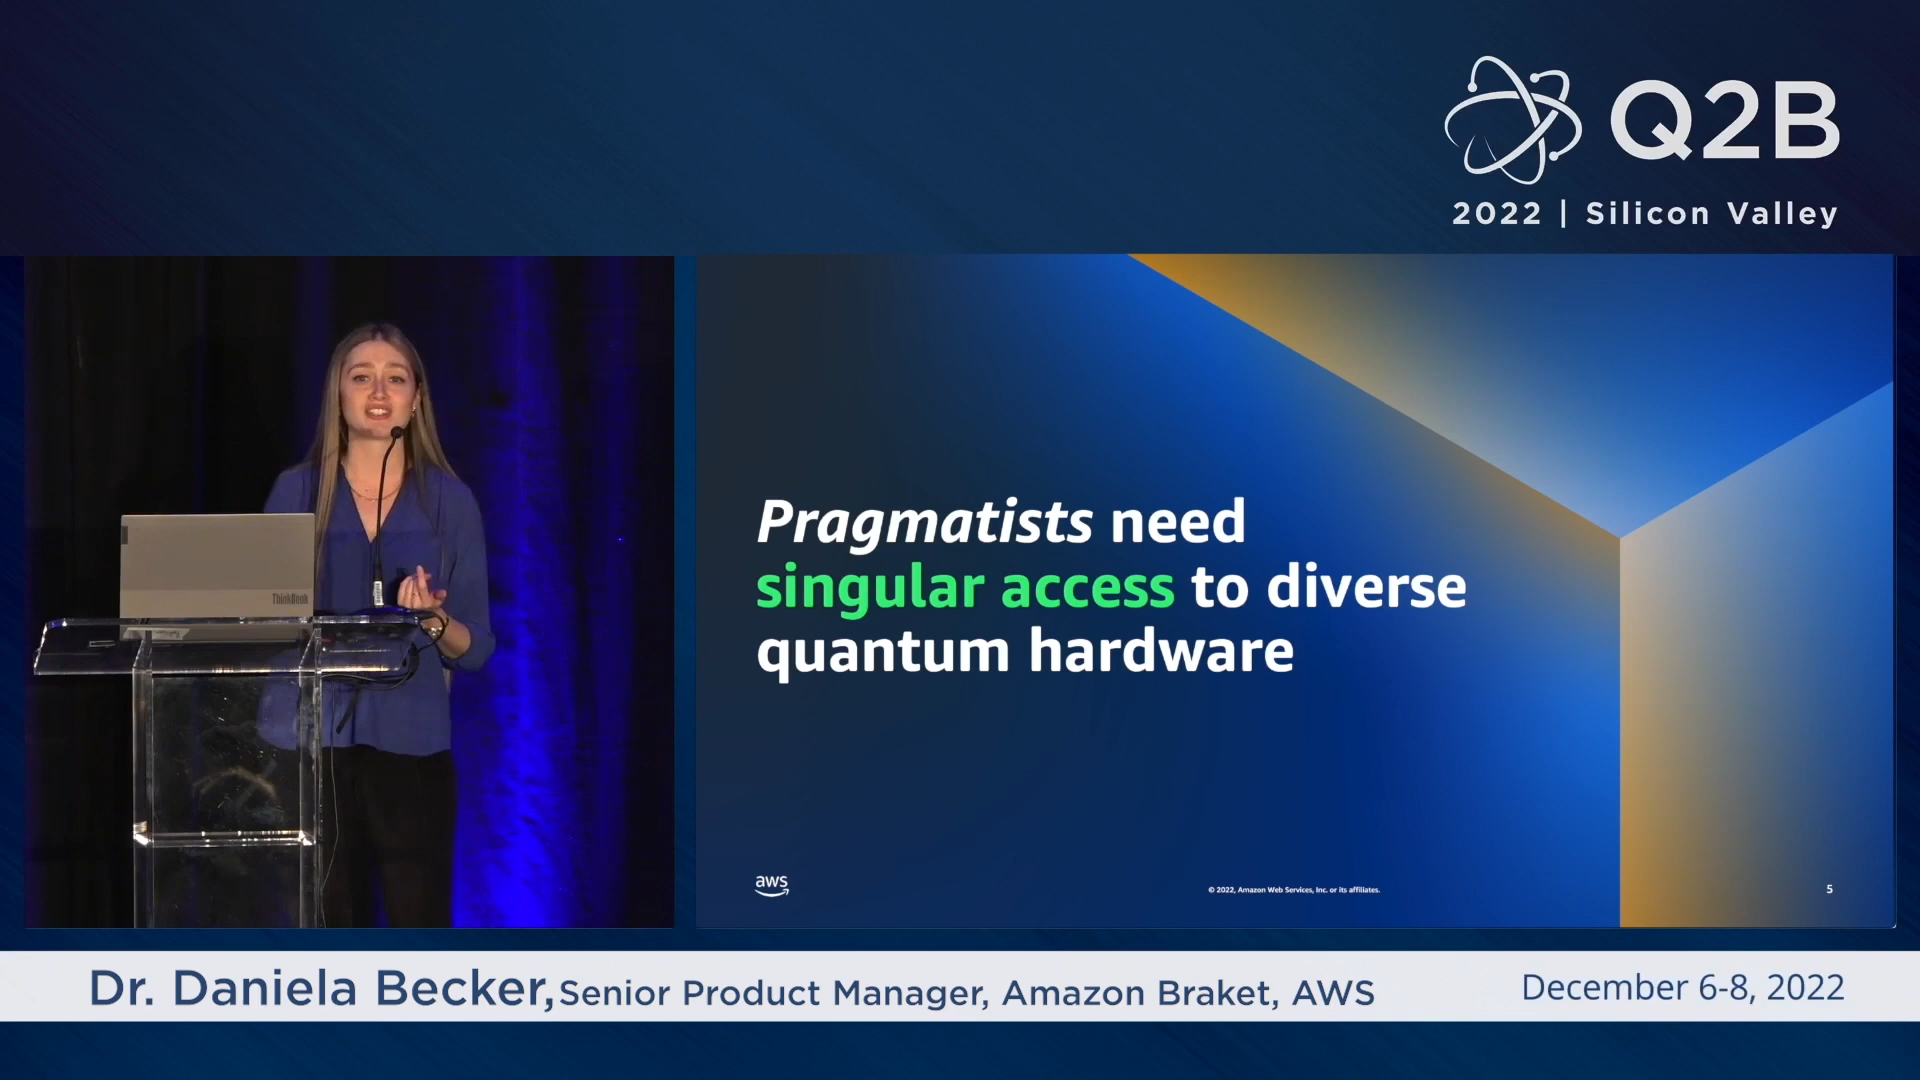 Q2B
2022 | Silicon Valley
ThinkBook
Pragmatists need
singular access to diverse
quantum hardware
aws
© 2022, Amazon Web Services, Inc. or its affiliates.
5
Dr. Daniela Becker, Senior Product Manager, Amazon Braket, AWS
December 6-8, 2022